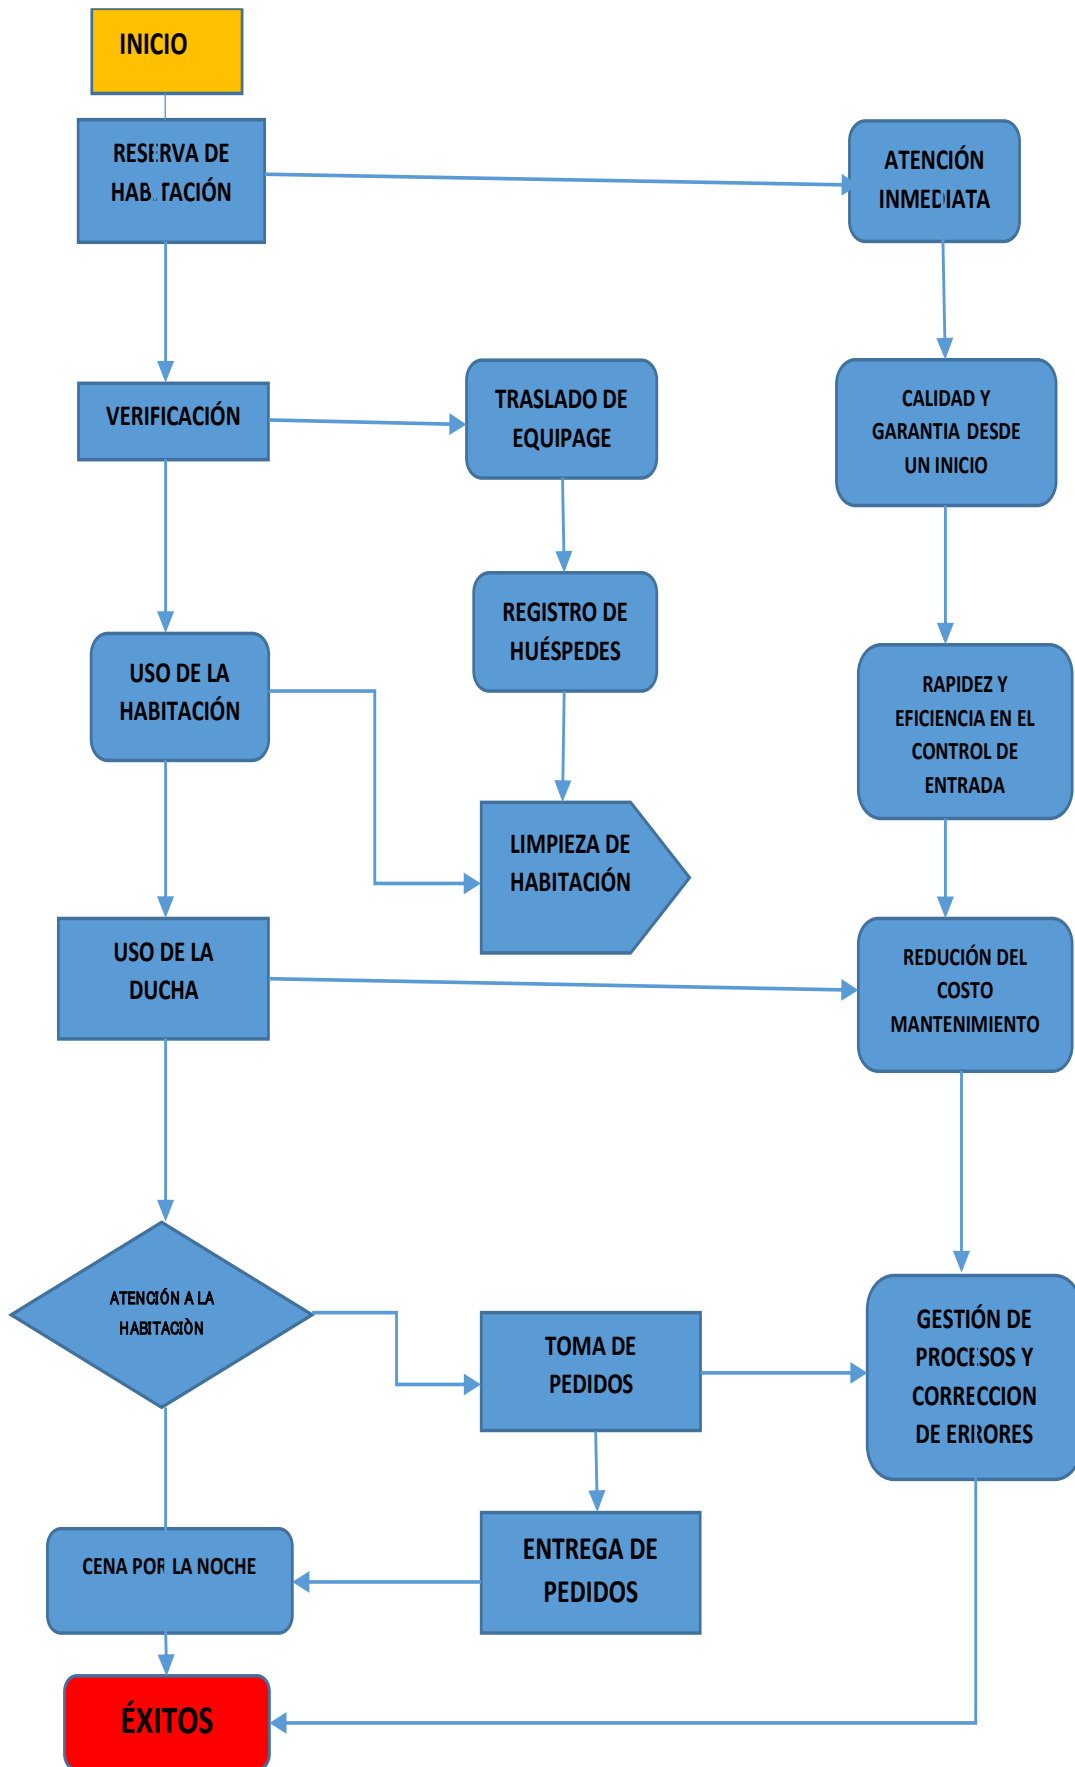 INICIO
RESERVA DE
HABITACIÓN
ATENCIÓN
INMEDIATA
VERIFICACIÓN
TRASLADO DE
EQUIPAGE
CALIDAD Y
GARANTIA DESDE
UN INICIO
REGISTRO DE
HUÉSPEDES
USO DE LA
HABITACIÓN
RAPIDEZ Y
EFICIENCIA EN EL
CONTROL DE
ENTRADA
LIMPIEZA DE
HABITACIÓN
USO DE LA
DUCHA
REDUCIÓN DEL
COSTO
MANTENIMIENTO
ATENCIÓN A LA
HABITACIÒN
TOMA DE
PEDIDOS
GESTIÓN DE
PROCESOS Y
CORRECCION
DE ERRORES
CENA POR LA NOCHE
ENTREGA DE
PEDIDOS
ÉXITOS